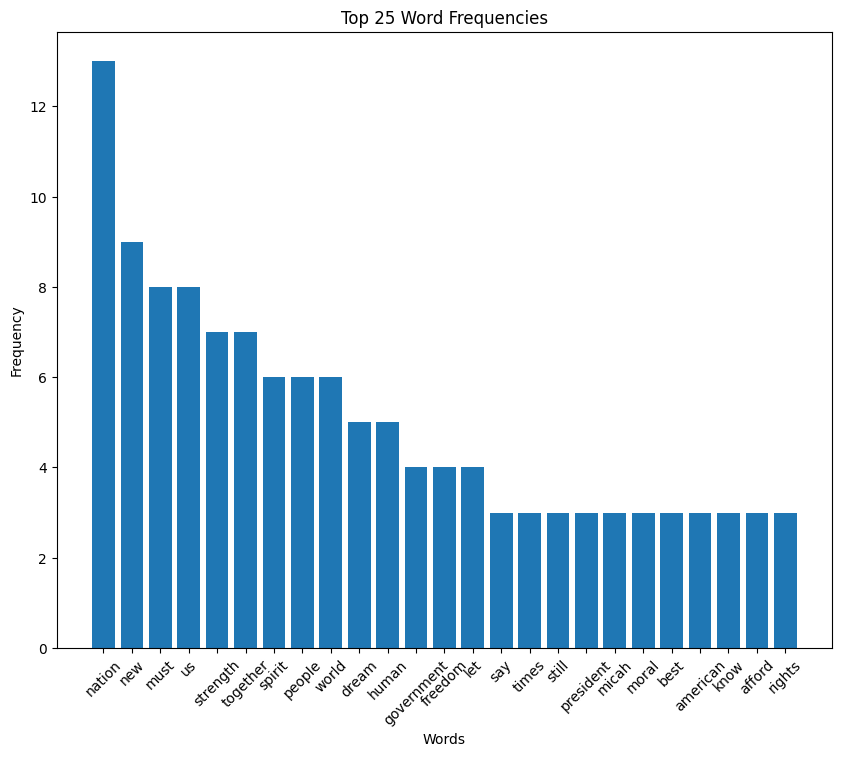 Top 25 Word Frequencies
Frequency
12
10
8
6
4
2
0
nation new must us strength together spirit people world dream human government freedom let say times still president micah moral best american know afford rights
Words